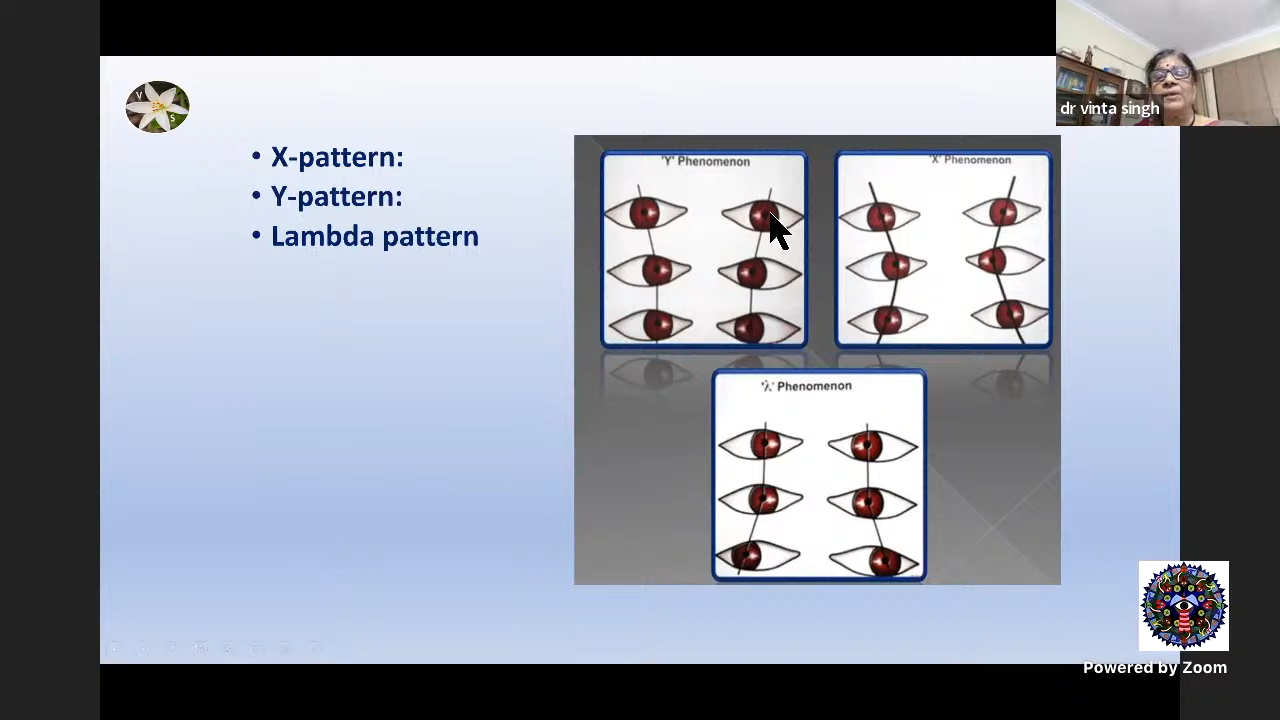 V
S
• X-pattern:
• Y-pattern:
• Lambda pattern
'Y' Phenomenon
'X' Phenomenon
'λ' Phenomenon
dr vinta singh
Powered by Zoom